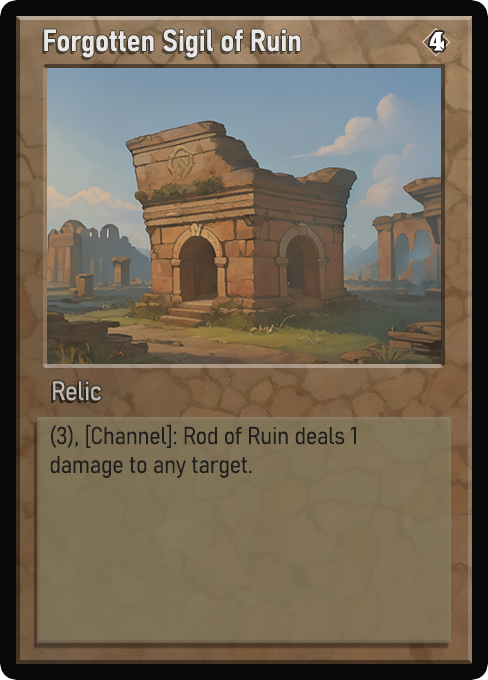 Forgotten Sigil of Ruin
4
Relic
(3), [Channel]: Rod of Ruin deals 1
damage to any target.